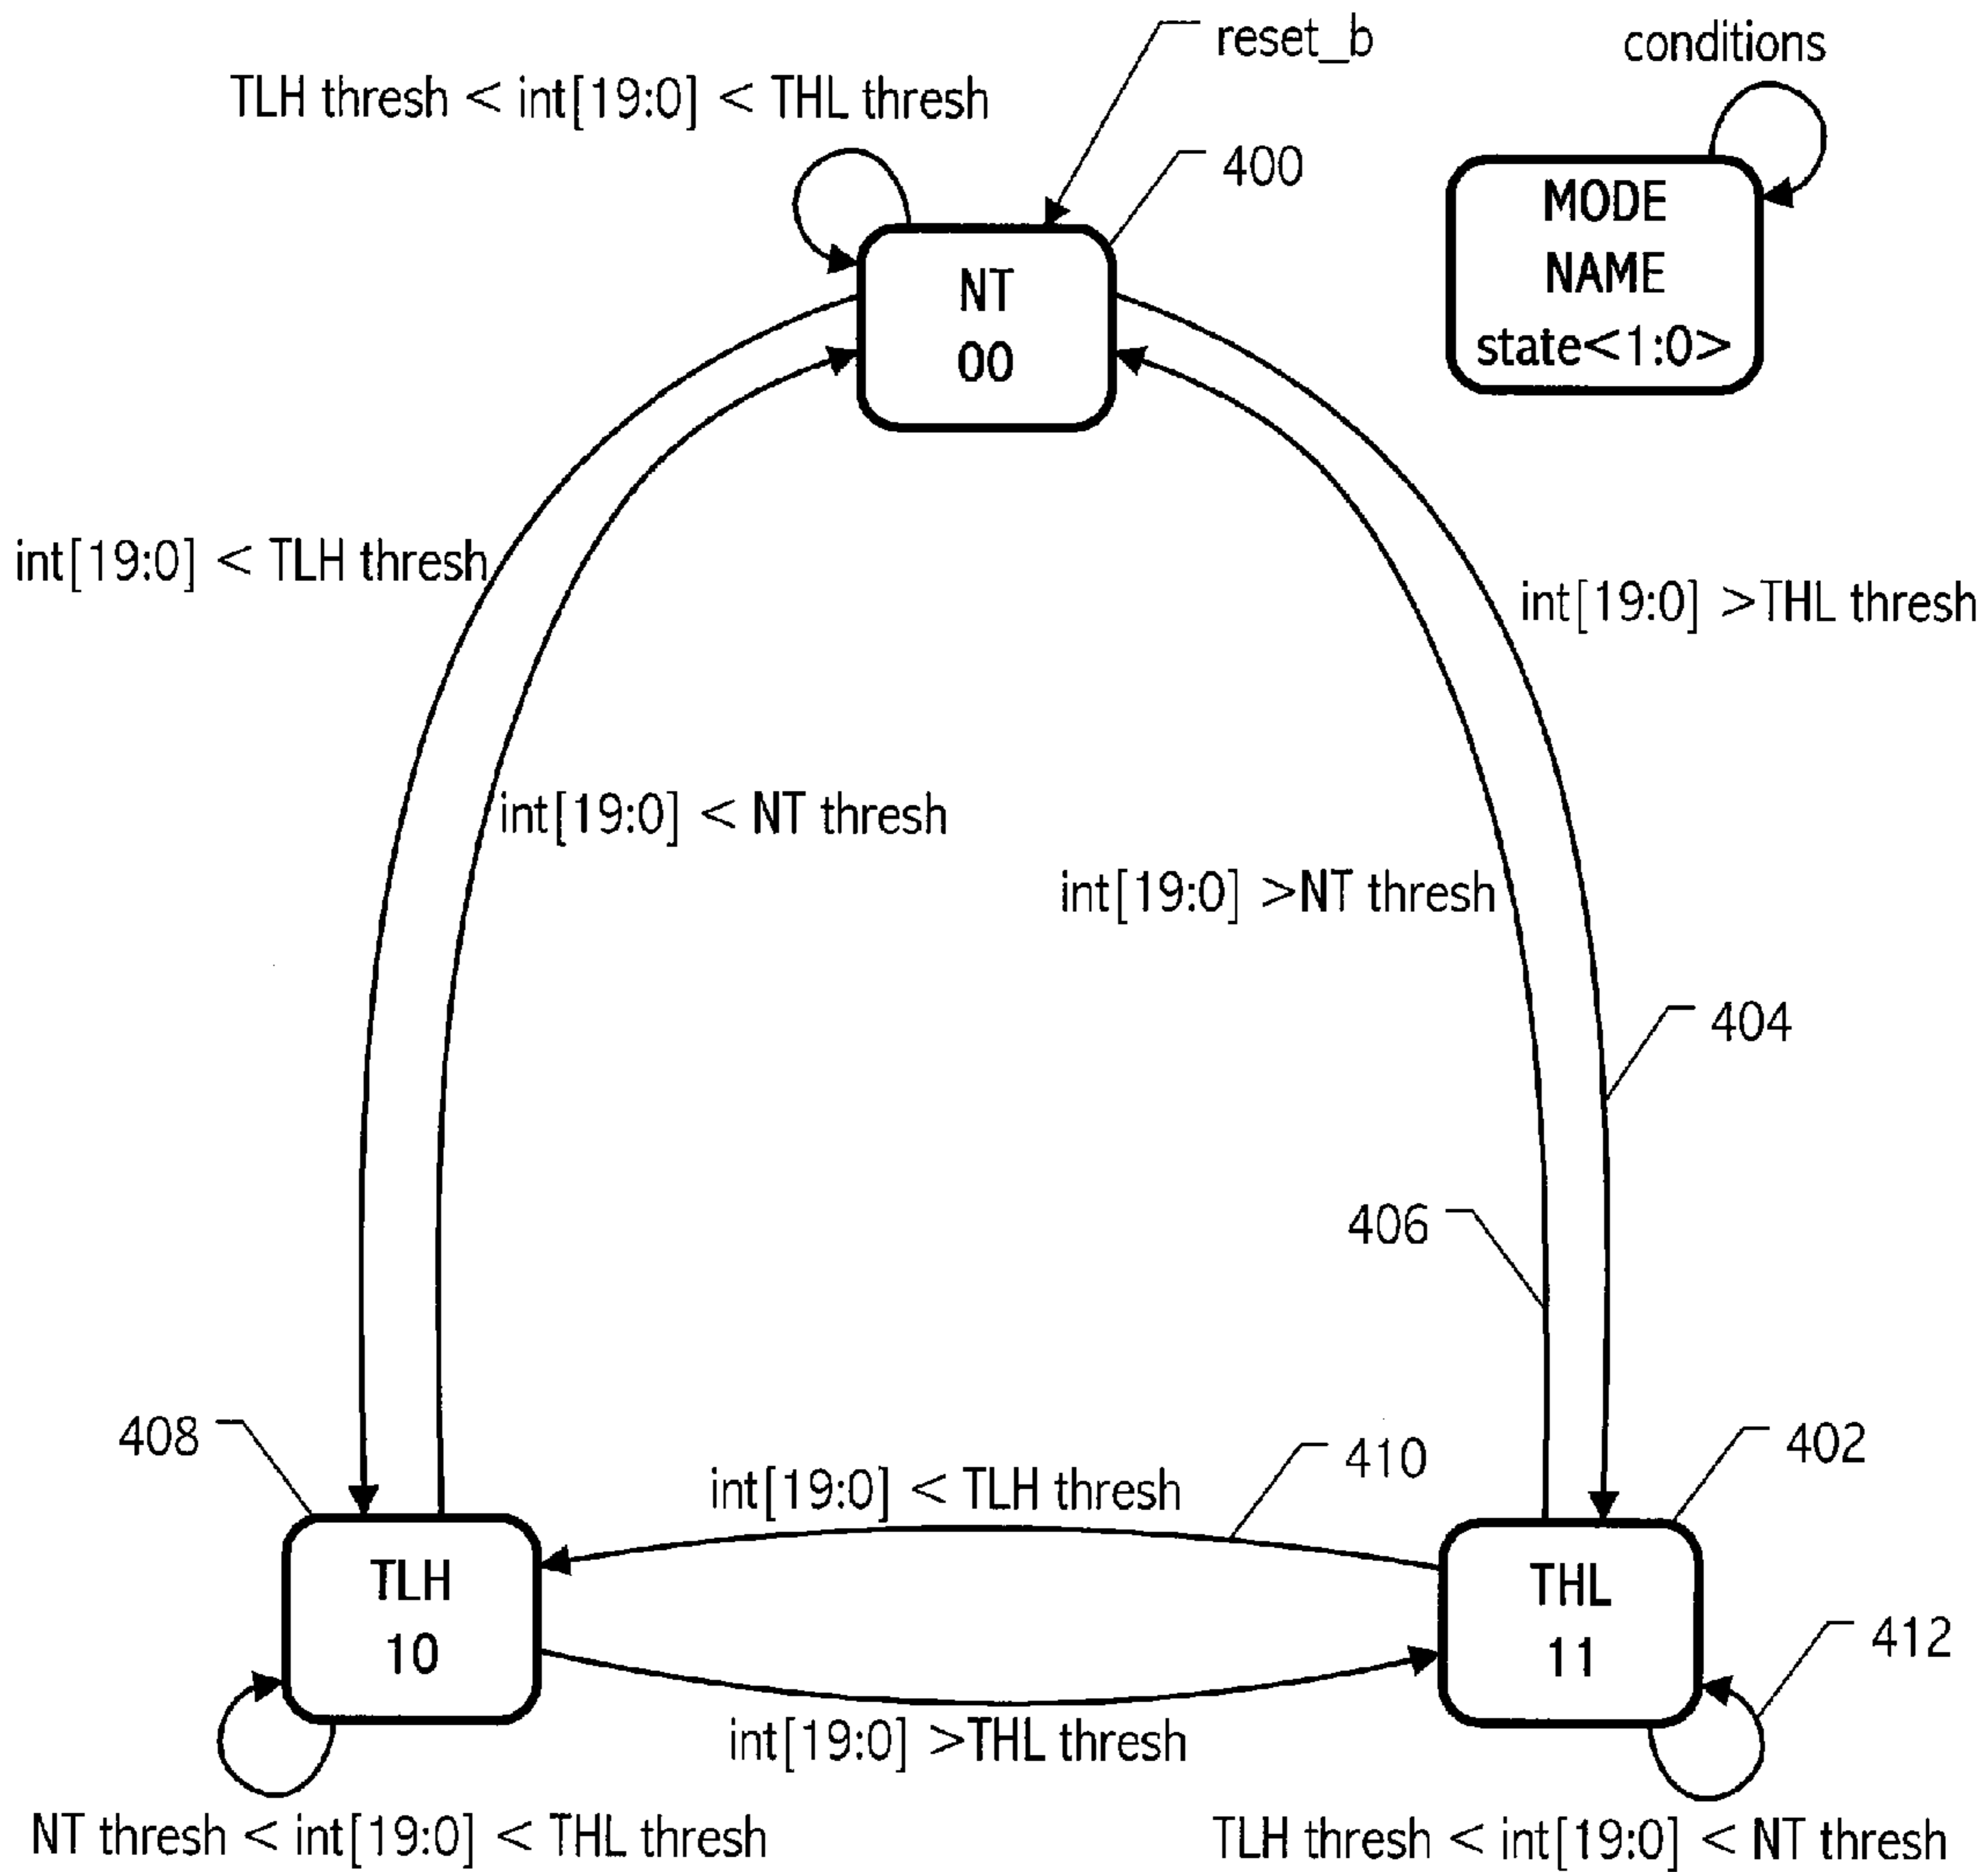 reset_b
conditions
TLH thresh < int[19:0] < THL thresh
400
MODE
NAME
state<1:0>
NT
00
int[19:0] < TLH thresh
int[19:0] >THL thresh
int[19:0] < NT thresh
int[19:0] >NT thresh
404
406
408
410
402
int[19:0] < TLH thresh
TLH
10
THL
11
412
int[19:0] >THL thresh
NT thresh < int[19:0] < THL thresh
TLH thresh < int[19:0] < NT thresh